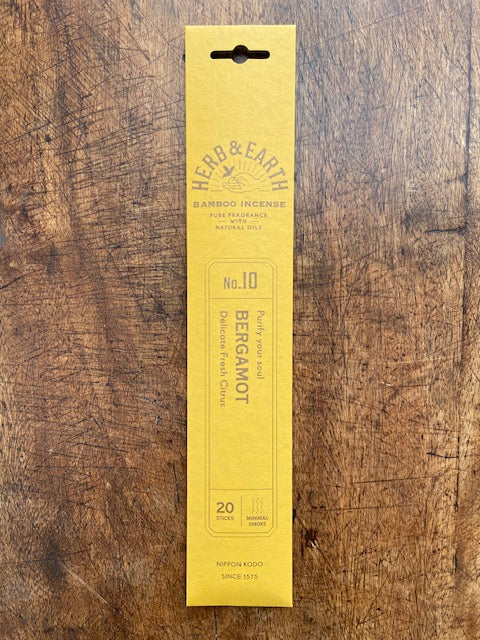 HERB & EARTH
BAMBOO INCENSE
PURE FRAGRANCE
WITH
NATURAL OILS
No.10
Purify your soul
BERGAMOT
Delicate Fresh Citrus
20
STICKS
MINIMAL
SMOKE
NIPPON KODO
SINCE 1575